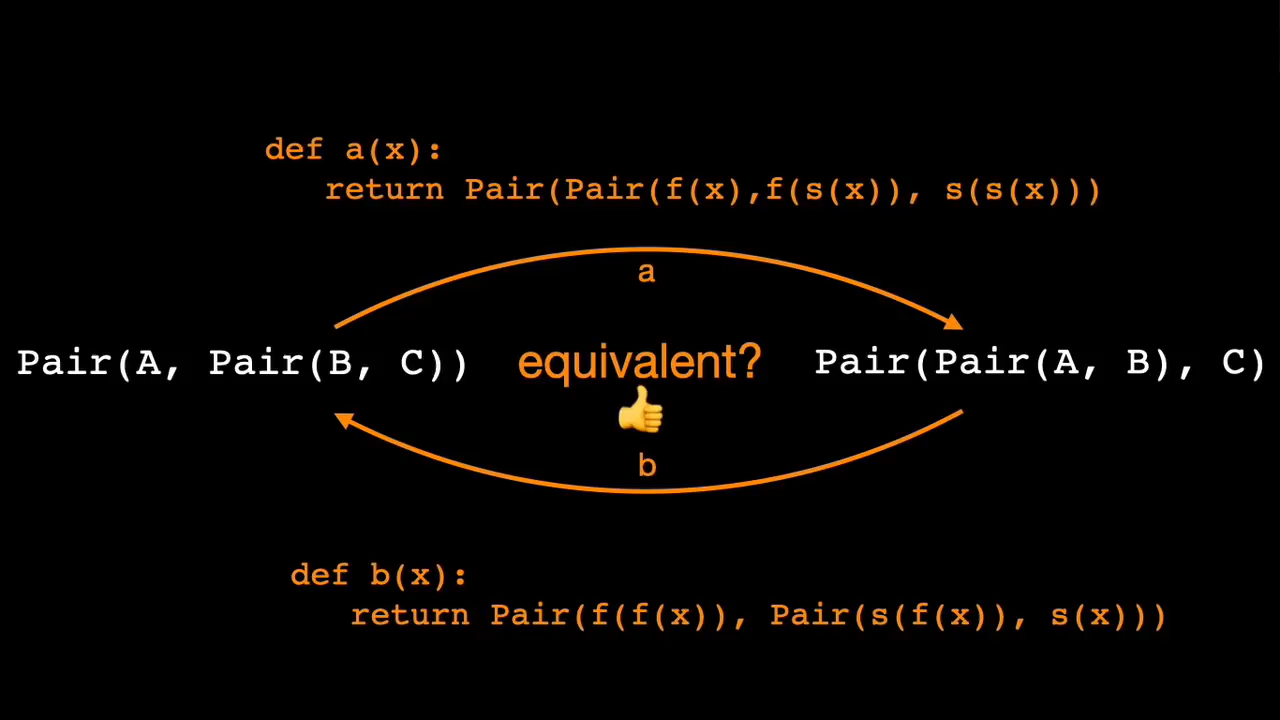 def a(x):
return Pair(Pair(f(x),f(s(x)), s(s(x)))
a
Pair(A, Pair(B, C)) equivalent? Pair(Pair(A, B), C)
b
def b(x):
return Pair(f(f(x)), Pair(s(f(x)), s(x)))